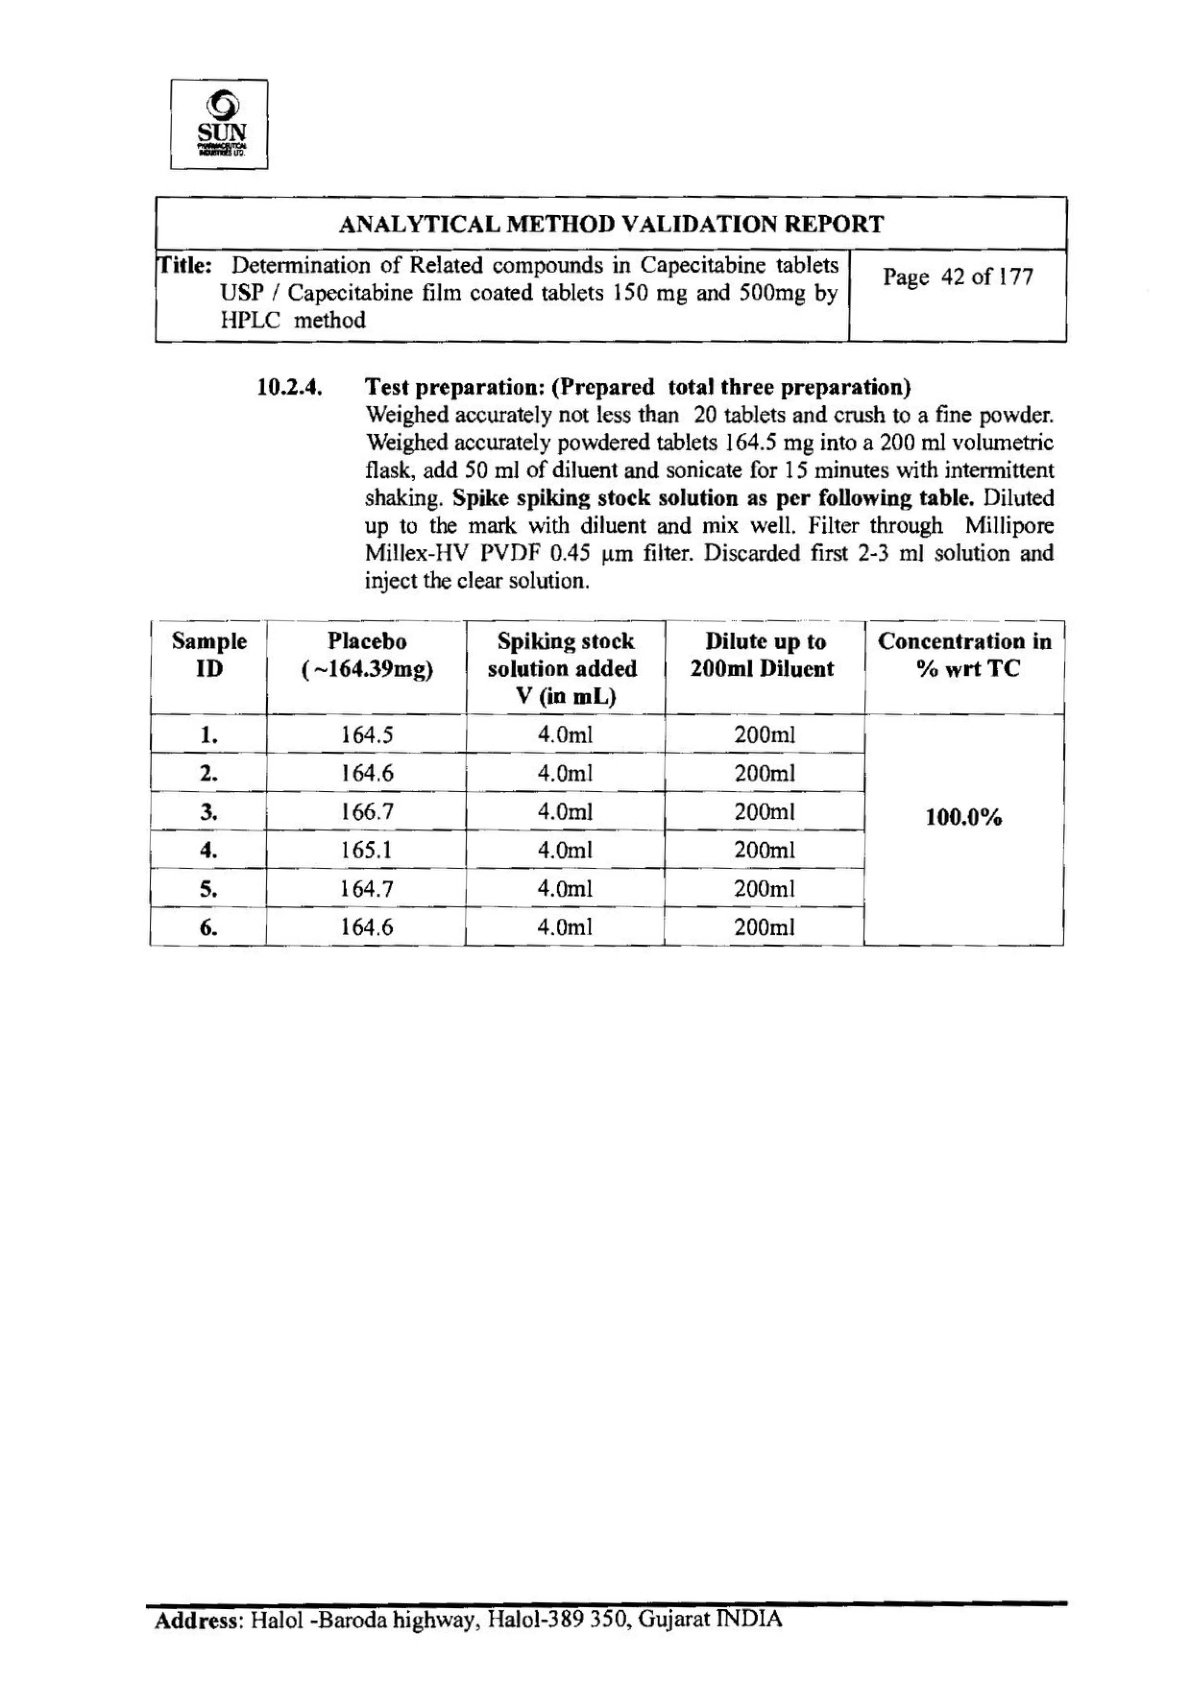 SUN
PHARMACEUTICAL
INDUSTRIES LTD.
ANALYTICAL METHOD VALIDATION REPORT
Title: Determination of Related compounds in Capecitabine tablets
USP / Capecitabine film coated tablets 150 mg and 500mg by
HPLC method
Page 42 of 177
10.2.4. Test preparation: (Prepared total three preparation)
Weighed accurately not less than 20 tablets and crush to a fine powder.
Weighed accurately powdered tablets 164.5 mg into a 200 ml volumetric
flask, add 50 ml of diluent and sonicate for 15 minutes with intermittent
shaking. Spike spiking stock solution as per following table. Diluted
up to the mark with diluent and mix well. Filter through Millipore
Millex-HV PVDF 0.45 µm filter. Discarded first 2-3 ml solution and
inject the clear solution.
Sample ID | Placebo (~164.39mg) | Spiking stock solution added V (in mL) | Dilute up to 200ml Diluent | Concentration in % wrt TC
1. 164.5 4.0ml 200ml
2. 164.6 4.0ml 200ml
3. 166.7 4.0ml 200ml 100.0%
4. 165.1 4.0ml 200ml
5. 164.7 4.0ml 200ml
6. 164.6 4.0ml 200ml
Address: Halol -Baroda highway, Halol-389 350, Gujarat INDIA